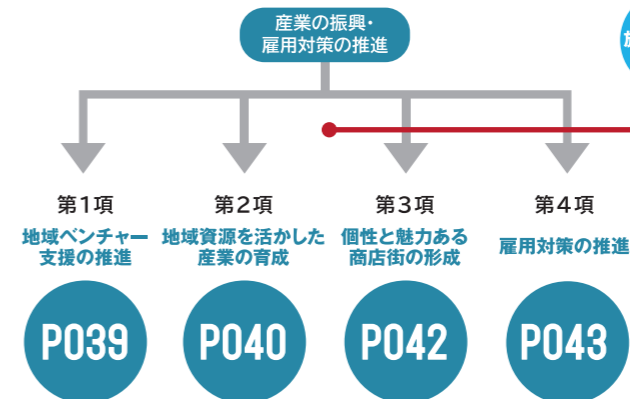 産業の振興・
雇用対策の推進
第1項
地域ベンチャー
支援の推進
P039
第2項
地域資源を活かした
産業の育成
P040
第3項
個性と魅力ある
商店街の形成
P042
第4項
雇用対策の推進
P043